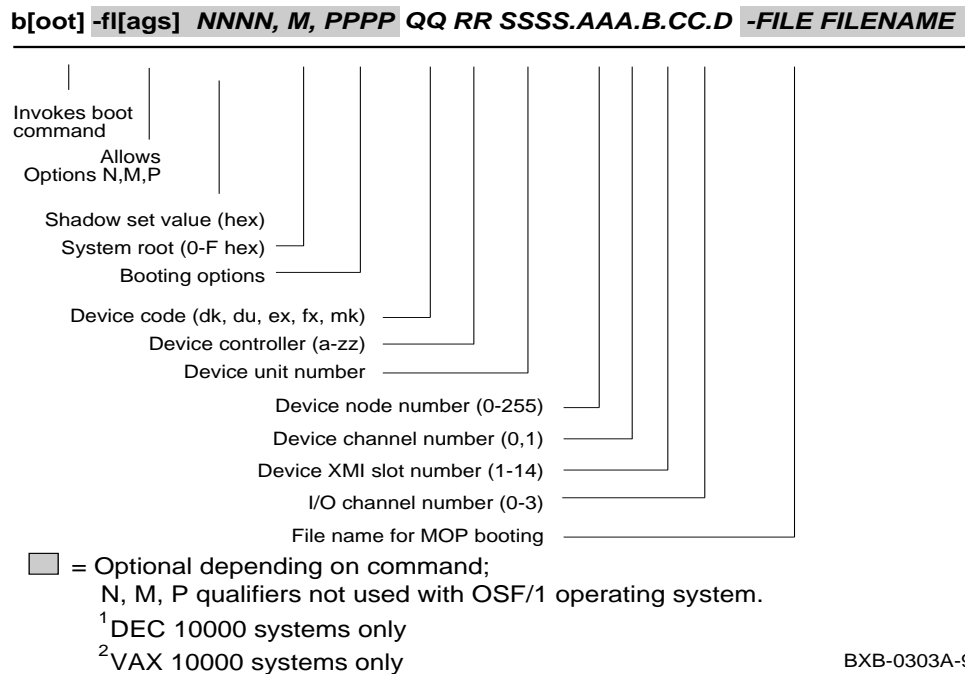 b[oot] -fl[ags] NNNN, M, PPPP QQ RR SSSS.AAA.B.CC.D -FILE FILENAME
Invokes boot
command
Allows
Options N,M,P
Shadow set value (hex)
System root (0-F hex)
Booting options
Device code (dk, du, ex, fx, mk)
Device controller (a-zz)
Device unit number
Device node number (0-255)
Device channel number (0,1)
Device XMI slot number (1-14)
I/O channel number (0-3)
File name for MOP booting
= Optional depending on command;
N, M, P qualifiers not used with OSF/1 operating system.
1DEC 10000 systems only
2VAX 10000 systems only
BXB-0303A-9